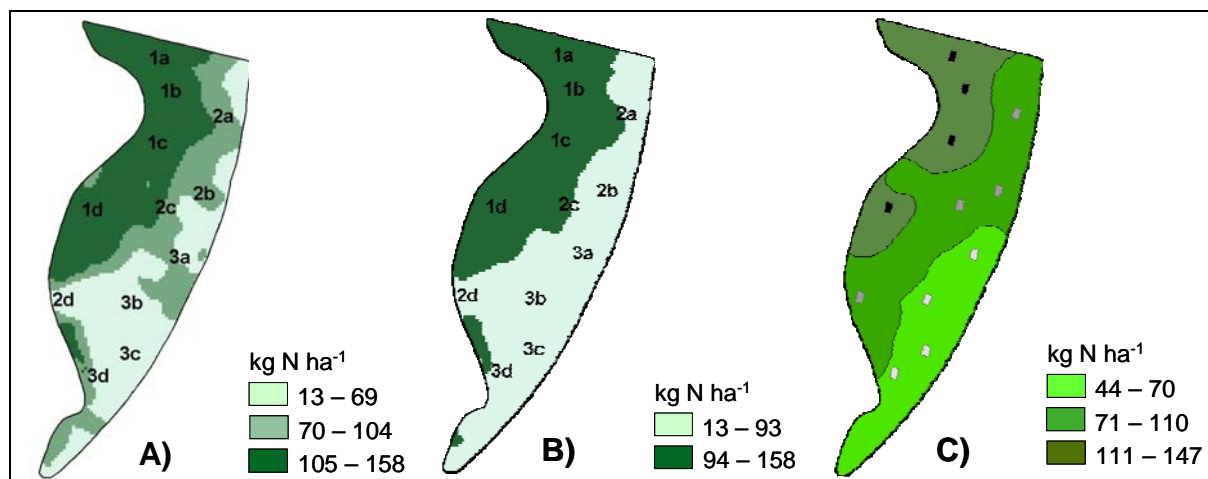 1a
1b
2a
1c
2b
1d
2c
3a
2d
3b
3c
3d
A)
kg N ha-1
13 – 69
70 – 104
105 – 158
1a
1b
2a
1c
2b
1d
2c
3a
2d
3b
3c
3d
B)
kg N ha-1
13 – 93
94 – 158
C)
kg N ha-1
44 – 70
71 – 110
111 – 147